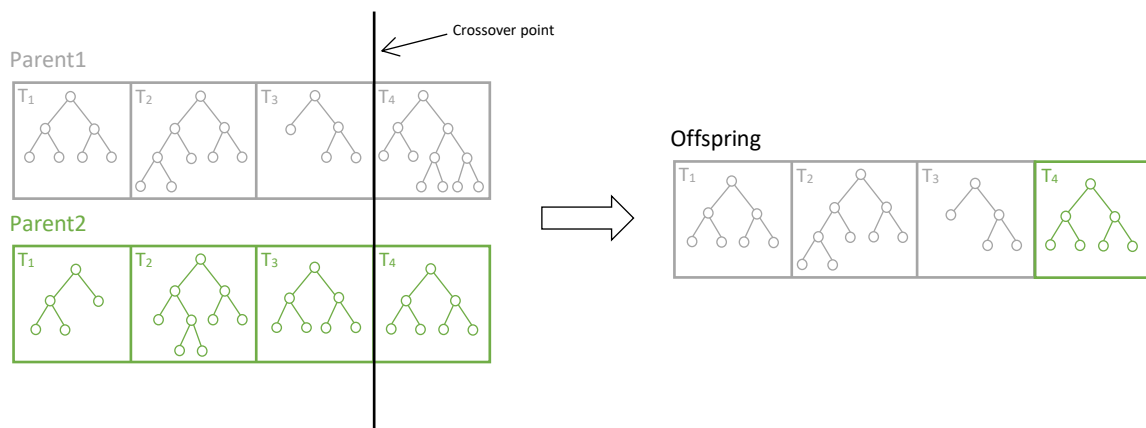 Crossover point
Parent1
T1 T2 T3 T4
Offspring
T1 T2 T3 T4
Parent2
T1 T2 T3 T4